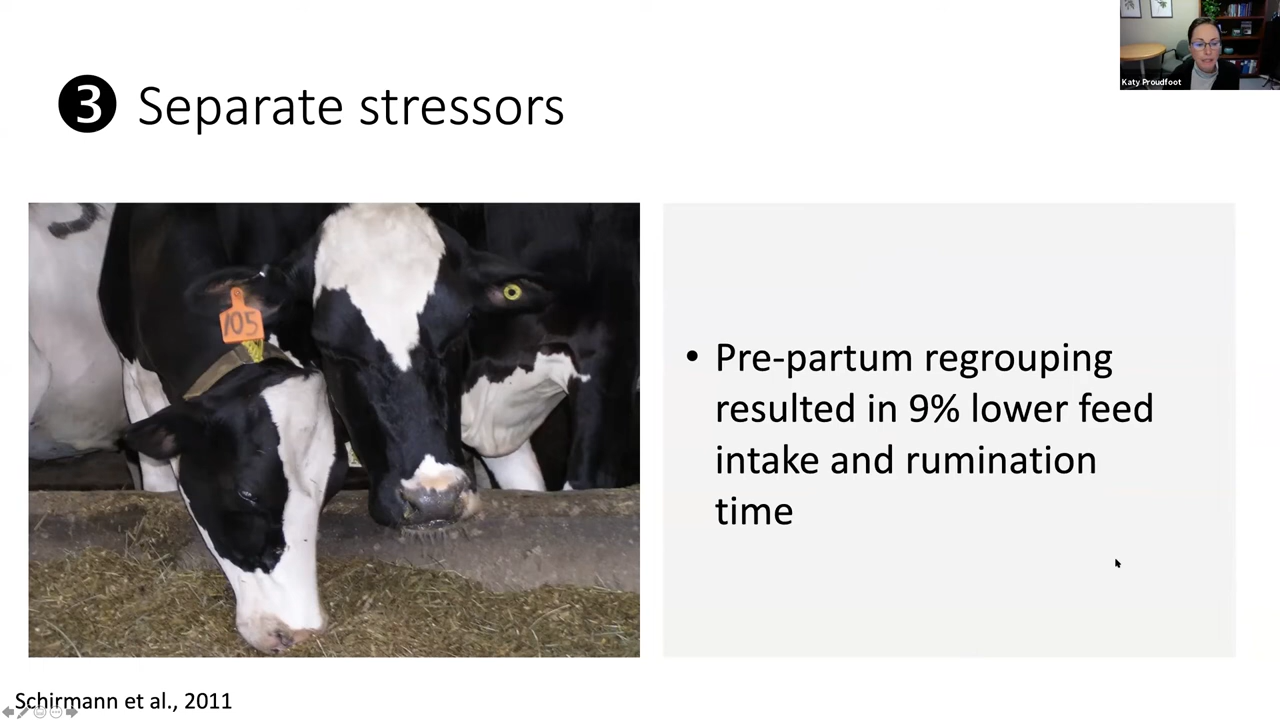 Katy Proudfoot
❸ Separate stressors
105
• Pre-partum regrouping
resulted in 9% lower feed
intake and rumination
time
Schirmann et al., 2011